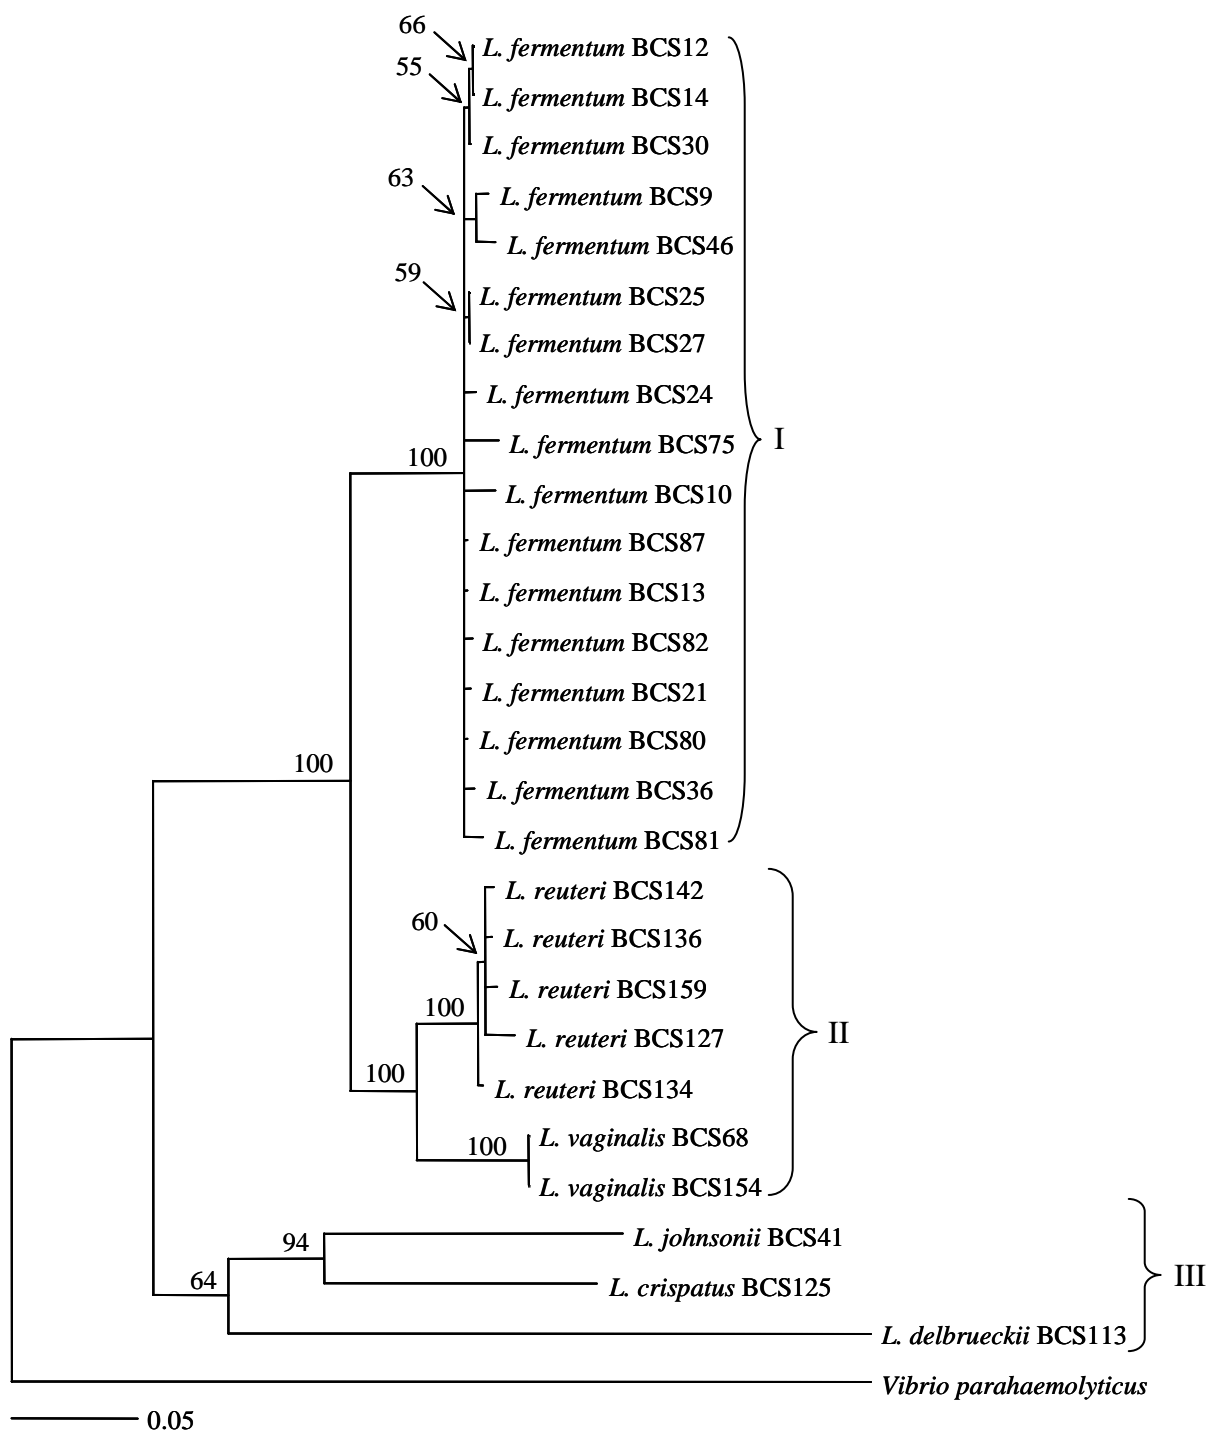 66
L. fermentum BCS12
55
L. fermentum BCS14
L. fermentum BCS30
63
L. fermentum BCS9
L. fermentum BCS46
59
L. fermentum BCS25
L. fermentum BCS27
L. fermentum BCS24
L. fermentum BCS75
I
100
L. fermentum BCS10
L. fermentum BCS87
L. fermentum BCS13
L. fermentum BCS82
L. fermentum BCS21
L. fermentum BCS80
100
L. fermentum BCS36
L. fermentum BCS81
L. reuteri BCS142
60
L. reuteri BCS136
L. reuteri BCS159
100
L. reuteri BCS127
II
100
L. reuteri BCS134
L. vaginalis BCS68
100
L. vaginalis BCS154
L. johnsonii BCS41
94
64
L. crispatus BCS125
III
L. delbrueckii BCS113
Vibrio parahaemolyticus
0.05